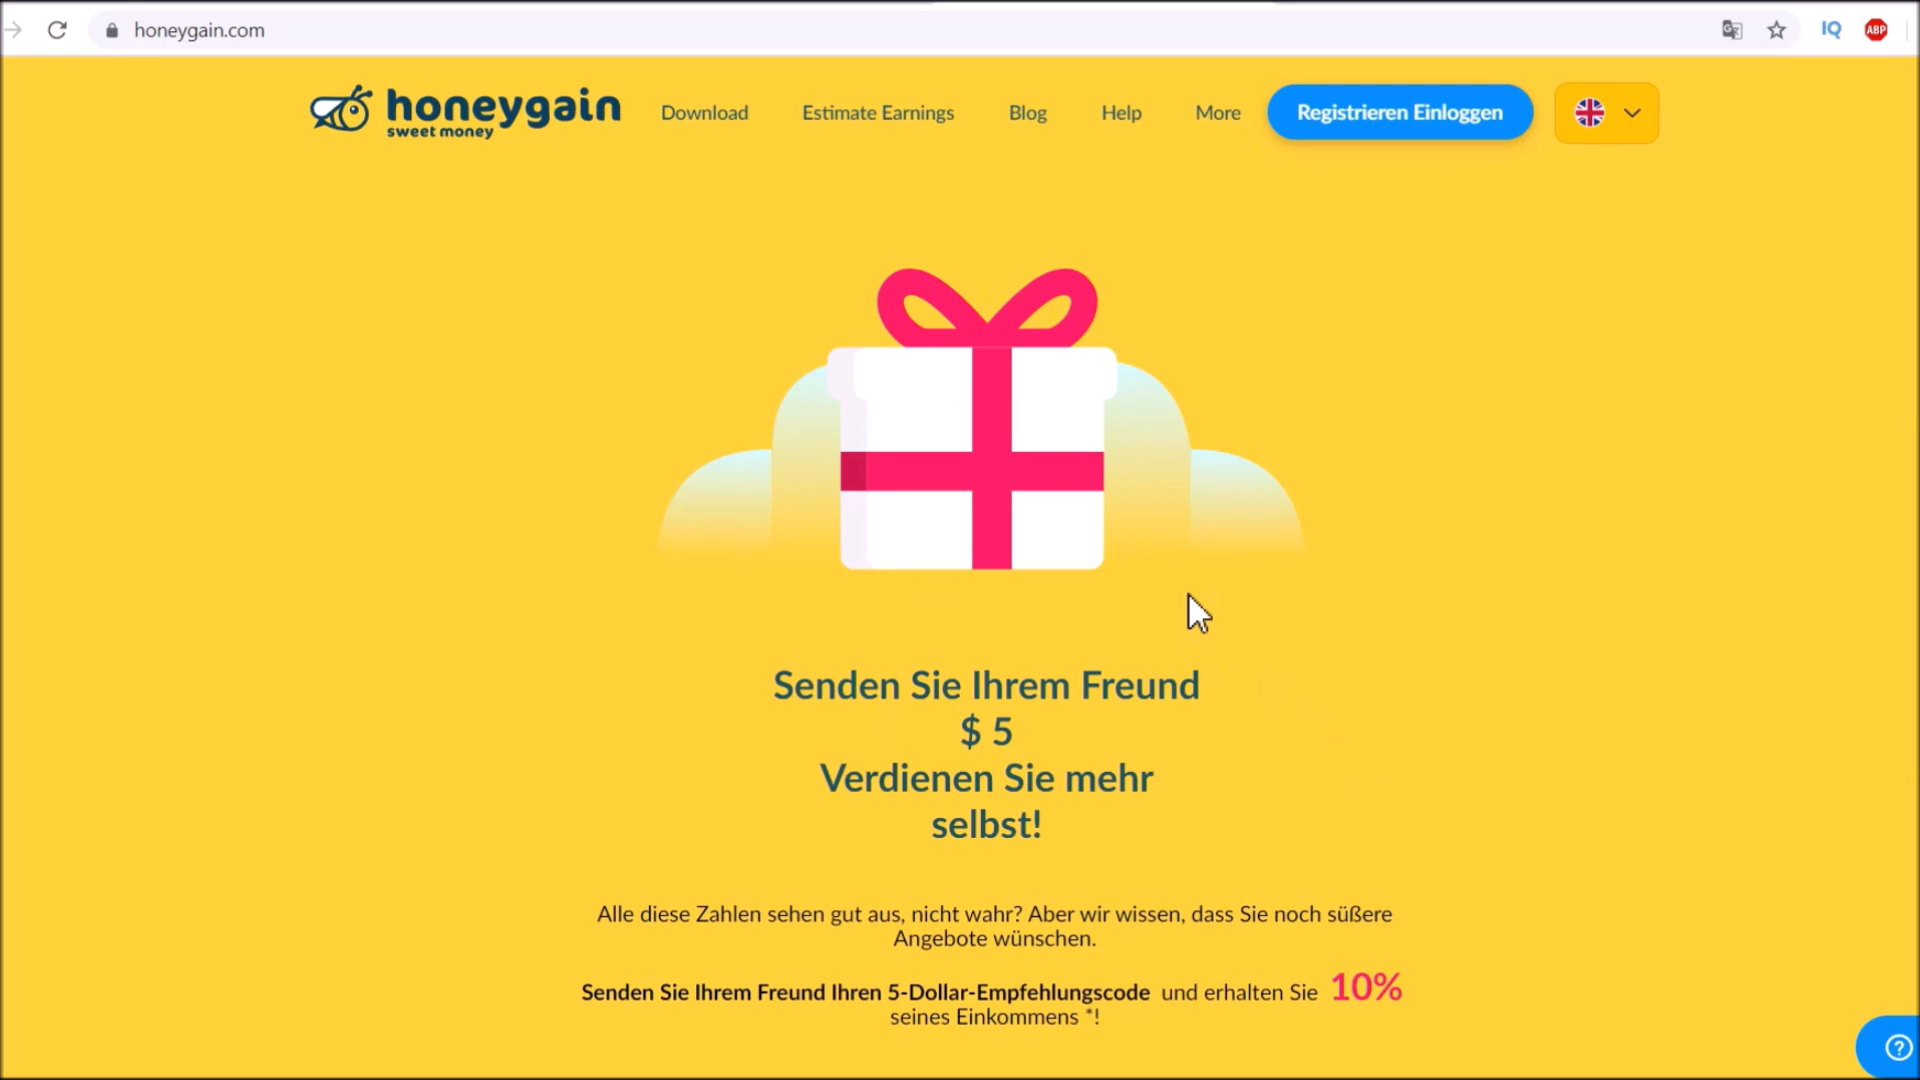 honeygain.com
IQ
ABP
honeygain
sweet money
Download
Estimate Earnings
Blog
Help
More
Registrieren Einloggen
Senden Sie Ihrem Freund
$ 5
Verdienen Sie mehr
selbst!
Alle diese Zahlen sehen gut aus, nicht wahr? Aber wir wissen, dass Sie noch süßere
Angebote wünschen.
Senden Sie Ihrem Freund Ihren 5-Dollar-Empfehlungscode und erhalten Sie 10%
seines Einkommens *!